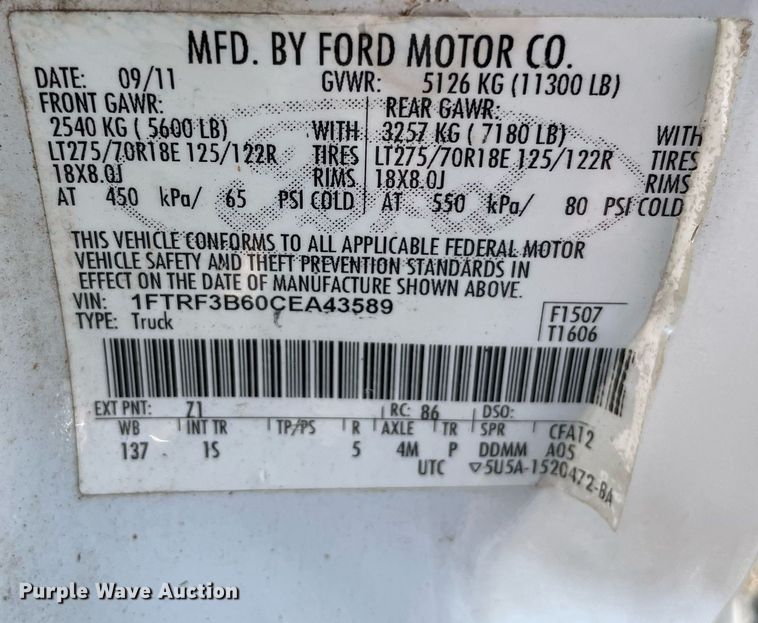 MFD. BY FORD MOTOR CO.
DATE: 09/11 GVWR: 5126 KG (11300 LB)
FRONT GAWR: REAR GAWR:
2540 KG ( 5600 LB) WITH 3257 KG ( 7180 LB) WITH
LT275/70R18E 125/122R TIRES LT275/70R18E 125/122R TIRES
18X8.0J RIMS 18X8.0J RIMS
AT 450 kPa/ 65 PSI COLD AT 550 kPa/ 80 PSI COLD
THIS VEHICLE CONFORMS TO ALL APPLICABLE FEDERAL MOTOR
VEHICLE SAFETY AND THEFT PREVENTION STANDARDS IN
EFFECT ON THE DATE OF MANUFACTURE SHOWN ABOVE.
VIN: 1FTRF3B60CEA43589 F1507
TYPE: Truck T1606
EXT PNT: Z1 RC: 86 DSO:
WB INT TR TP/PS R AXLE TR SPR CFA12
137 1S 5 4M P DDMM A05
UTC ▽5U5A-1520472-BA
Purple Wave Auction